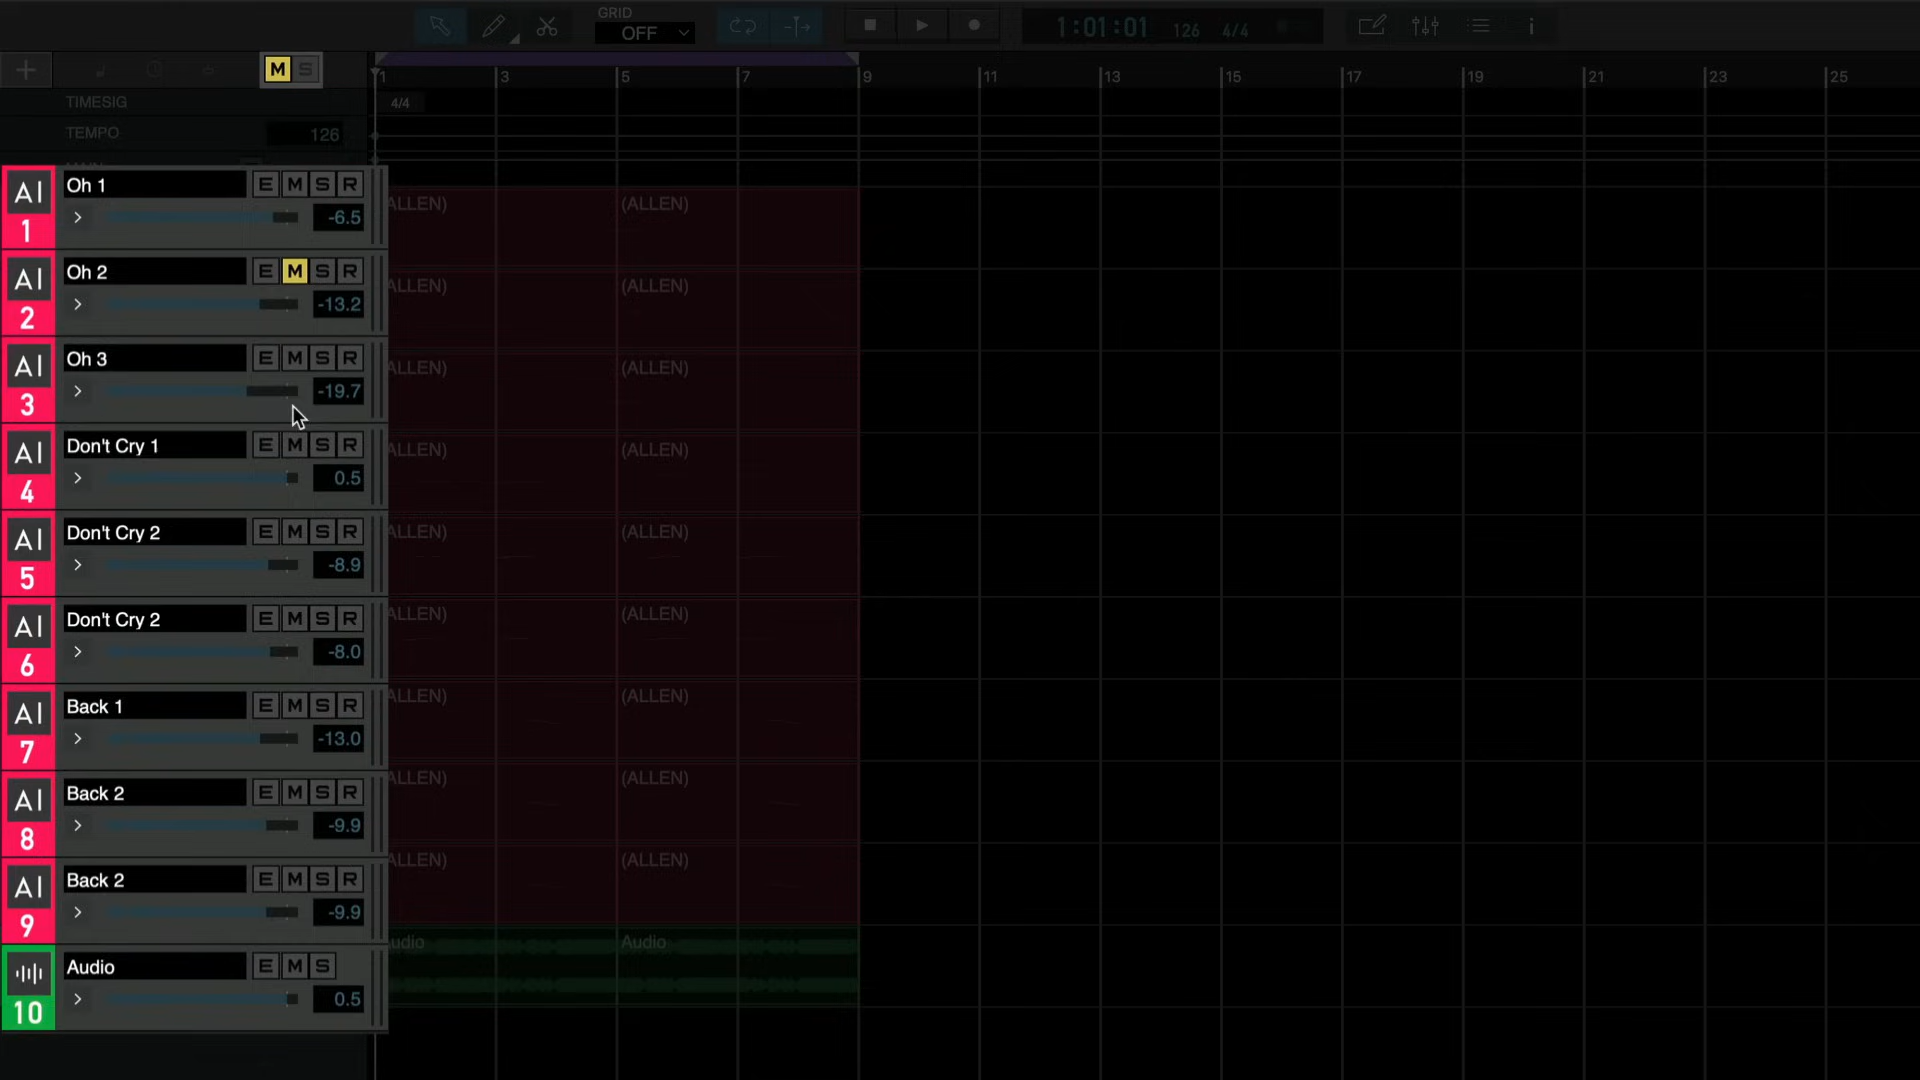 GRID
OFF
1:01:01 126 4/4
M S
1 3 5 7 9 11 13 15 17 19 21 23 25
TIMESIG 4/4
TEMPO 126
AI Oh 1 E M S R
1 -6.5
(ALLEN) (ALLEN)
AI Oh 2 E M S R
2 -13.2
(ALLEN) (ALLEN)
AI Oh 3 E M S R
3 -19.7
(ALLEN) (ALLEN)
AI Don't Cry 1 E M S R
4 0.5
(ALLEN) (ALLEN)
AI Don't Cry 2 E M S R
5 -8.9
(ALLEN) (ALLEN)
AI Don't Cry 2 E M S R
6 -8.0
(ALLEN) (ALLEN)
AI Back 1 E M S R
7 -13.0
(ALLEN) (ALLEN)
AI Back 2 E M S R
8 -9.9
(ALLEN) (ALLEN)
AI Back 2 E M S R
9 -9.9
(ALLEN) (ALLEN)
Audio E M S
10 0.5
Audio Audio